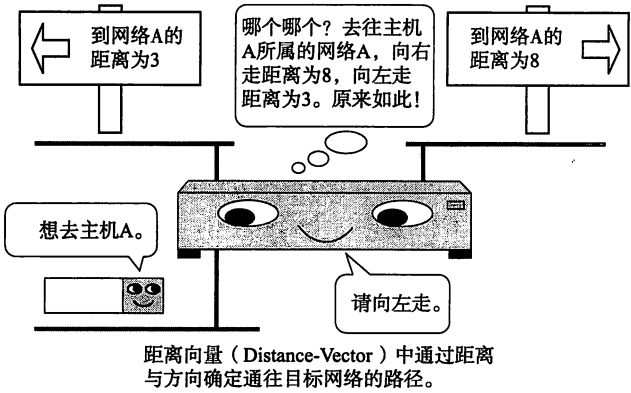 到网络A的
距离为3
哪个哪个？去往主机
A所属的网络A，向右
走距离为8，向左走
距离为3。原来如此！
到网络A的
距离为8
想去主机A。
请向左走。
距离向量（Distance-Vector）中通过距离
与方向确定通往目标网络的路径。